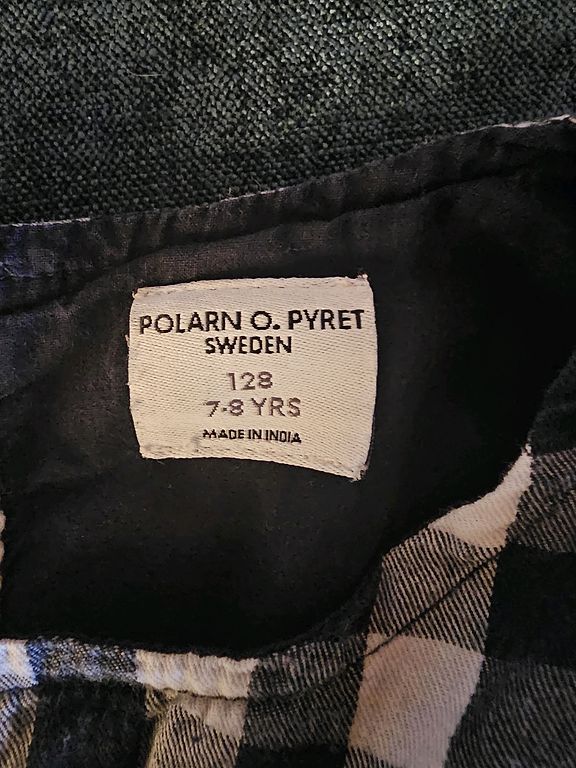 POLARN O. PYRET
SWEDEN
128
7-8 YRS
MADE IN INDIA